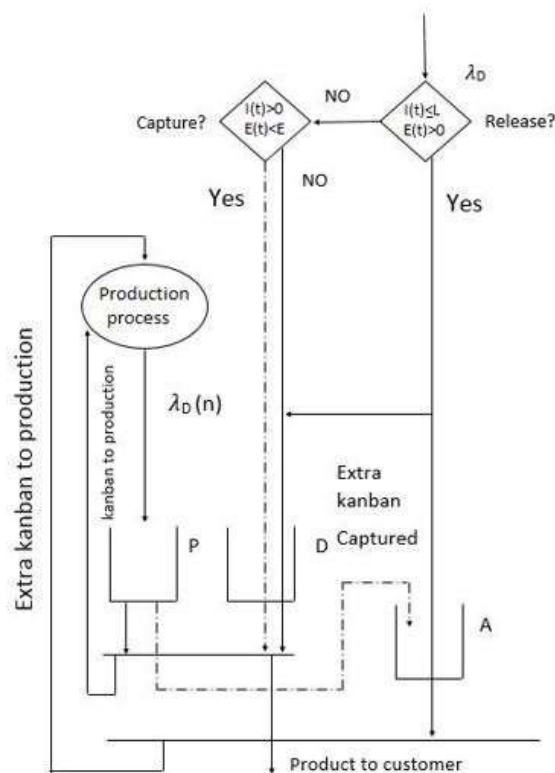 λD
NO
I(t)>0
E(t)<E
I(t)≤L
E(t)>0
Capture?
Release?
NO
Yes
Yes
Production
process
Extra kanban to production
kanban to production
λD (n)
Extra
kanban
Captured
P
D
A
Product to customer